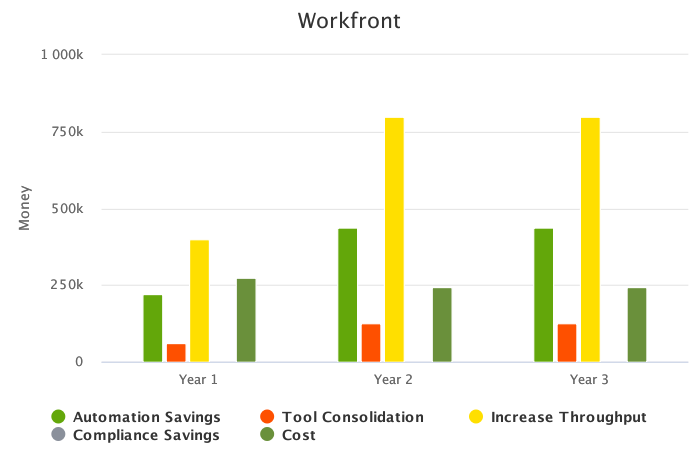 Workfront
1 000k
750k
500k
250k
0
Money
Year 1 Year 2 Year 3
Automation Savings Tool Consolidation Increase Throughput
Compliance Savings Cost